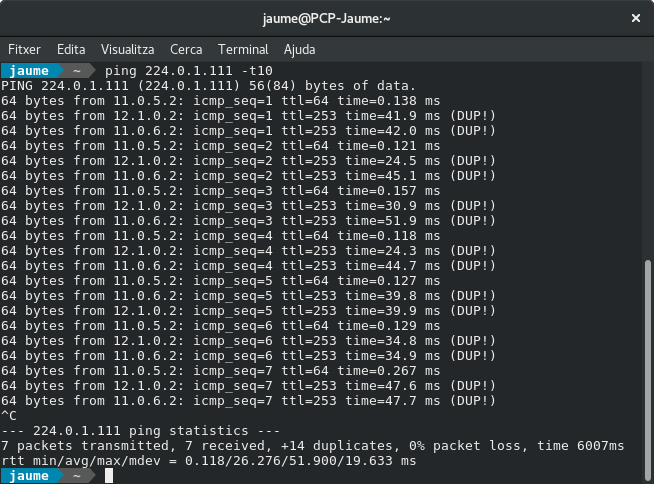 jaume@PCP-Jaume:~
Fitxer Edita Visualitza Cerca Terminal Ajuda
jaume ~ ping 224.0.1.111 -t10
PING 224.0.1.111 (224.0.1.111) 56(84) bytes of data.
64 bytes from 11.0.5.2: icmp_seq=1 ttl=64 time=0.138 ms
64 bytes from 12.1.0.2: icmp_seq=1 ttl=253 time=41.9 ms (DUP!)
64 bytes from 11.0.6.2: icmp_seq=1 ttl=253 time=42.0 ms (DUP!)
64 bytes from 11.0.5.2: icmp_seq=2 ttl=64 time=0.121 ms
64 bytes from 12.1.0.2: icmp_seq=2 ttl=253 time=24.5 ms (DUP!)
64 bytes from 11.0.6.2: icmp_seq=2 ttl=253 time=45.1 ms (DUP!)
64 bytes from 11.0.5.2: icmp_seq=3 ttl=64 time=0.157 ms
64 bytes from 12.1.0.2: icmp_seq=3 ttl=253 time=30.9 ms (DUP!)
64 bytes from 11.0.6.2: icmp_seq=3 ttl=253 time=51.9 ms (DUP!)
64 bytes from 11.0.5.2: icmp_seq=4 ttl=64 time=0.118 ms
64 bytes from 12.1.0.2: icmp_seq=4 ttl=253 time=24.3 ms (DUP!)
64 bytes from 11.0.6.2: icmp_seq=4 ttl=253 time=44.7 ms (DUP!)
64 bytes from 11.0.5.2: icmp_seq=5 ttl=64 time=0.127 ms
64 bytes from 11.0.6.2: icmp_seq=5 ttl=253 time=39.8 ms (DUP!)
64 bytes from 12.1.0.2: icmp_seq=5 ttl=253 time=39.9 ms (DUP!)
64 bytes from 11.0.5.2: icmp_seq=6 ttl=64 time=0.129 ms
64 bytes from 12.1.0.2: icmp_seq=6 ttl=253 time=34.8 ms (DUP!)
64 bytes from 11.0.6.2: icmp_seq=6 ttl=253 time=34.9 ms (DUP!)
64 bytes from 11.0.5.2: icmp_seq=7 ttl=64 time=0.267 ms
64 bytes from 12.1.0.2: icmp_seq=7 ttl=253 time=47.6 ms (DUP!)
64 bytes from 11.0.6.2: icmp_seq=7 ttl=253 time=47.7 ms (DUP!)
^C
--- 224.0.1.111 ping statistics ---
7 packets transmitted, 7 received, +14 duplicates, 0% packet loss, time 6007ms
rtt min/avg/max/mdev = 0.118/26.276/51.900/19.633 ms
jaume ~